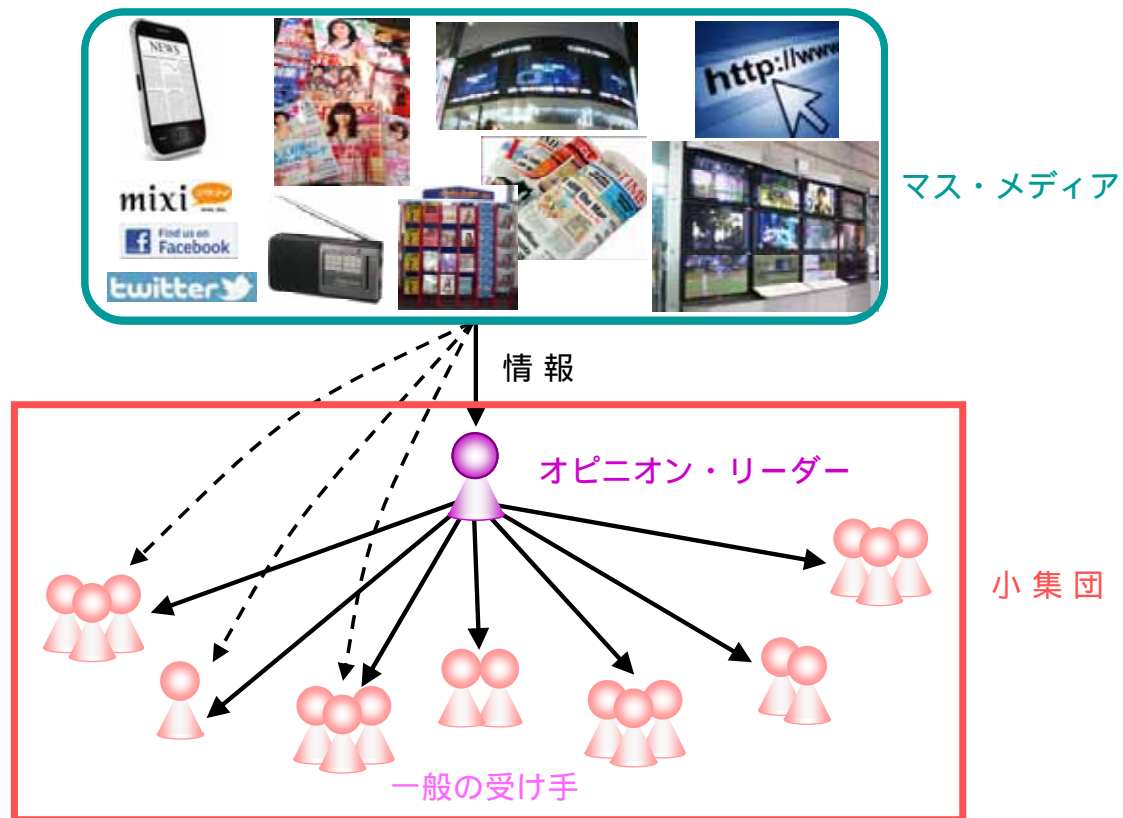 NEWS
http://www
mixi
Find us on
Facebook
twitter
マス・メディア
情 報
オピニオン・リーダー
小 集 団
一般の受け手